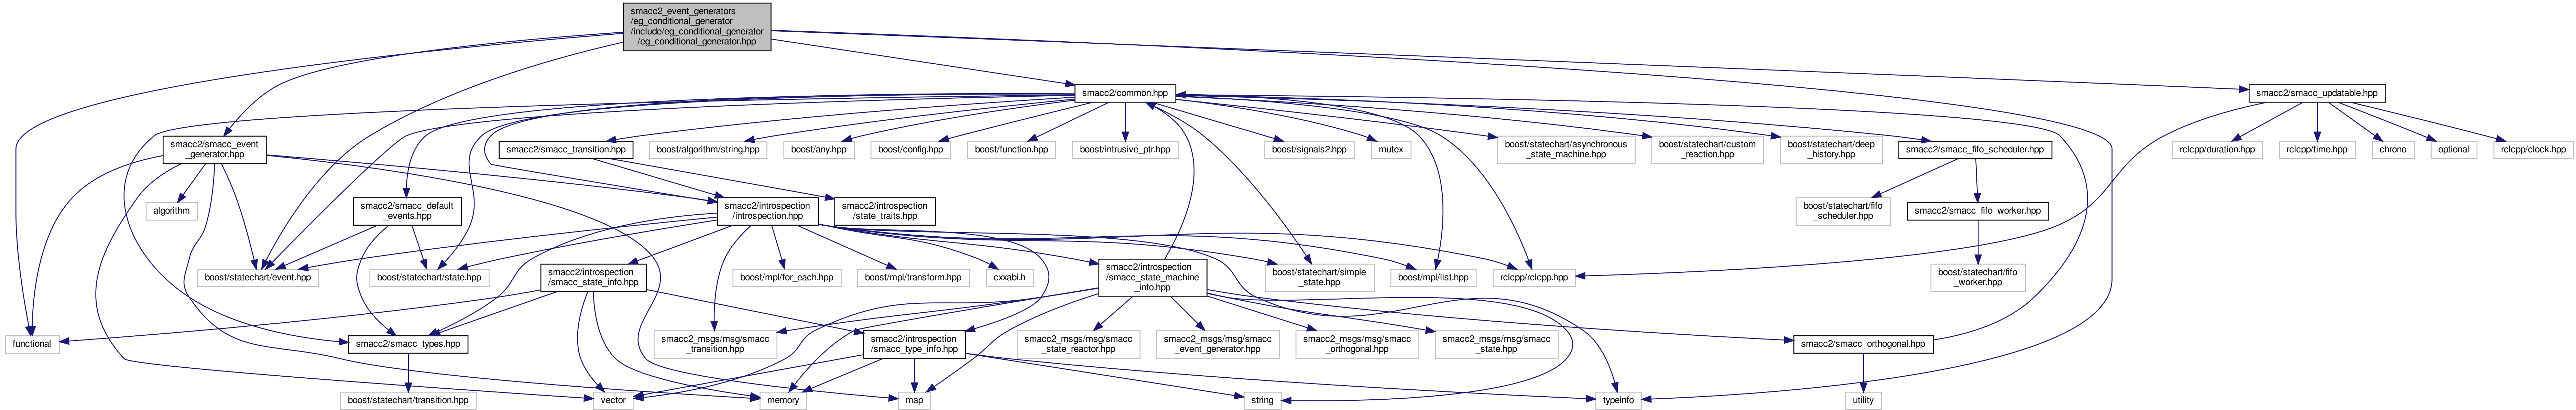 smacc2_event_generators
/eg_conditional_generator
/include/eg_conditional_generator
/eg_conditional_generator.hpp
smacc2/common.hpp
smacc2/smacc_updatable.hpp
smacc2/smacc_event
_generator.hpp
smacc2/smacc_transition.hpp
boost/algorithm/string.hpp
boost/any.hpp
boost/config.hpp
boost/function.hpp
boost/intrusive_ptr.hpp
boost/signals2.hpp
mutex
boost/statechart/asynchronous
_state_machine.hpp
boost/statechart/custom
_reaction.hpp
boost/statechart/deep
_history.hpp
smacc2/smacc_fifo_scheduler.hpp
rclcpp/duration.hpp
rclcpp/time.hpp
chrono
optional
rclcpp/clock.hpp
algorithm
smacc2/smacc_default
_events.hpp
smacc2/introspection
/introspection.hpp
smacc2/introspection
/state_traits.hpp
boost/statechart/fifo
_scheduler.hpp
smacc2/smacc_fifo_worker.hpp
boost/statechart/event.hpp
boost/statechart/state.hpp
smacc2/introspection
/smacc_state_info.hpp
boost/mpl/for_each.hpp
boost/mpl/transform.hpp
cxxabi.h
smacc2/introspection
/smacc_state_machine
_info.hpp
boost/statechart/simple
_state.hpp
boost/mpl/list.hpp
rclcpp/rclcpp.hpp
boost/statechart/fifo
_worker.hpp
functional
smacc2/smacc_types.hpp
smacc2_msgs/msg/smacc
_transition.hpp
smacc2/introspection
/smacc_type_info.hpp
smacc2_msgs/msg/smacc
_state_reactor.hpp
smacc2_msgs/msg/smacc
_event_generator.hpp
smacc2_msgs/msg/smacc
_orthogonal.hpp
smacc2_msgs/msg/smacc
_state.hpp
smacc2/smacc_orthogonal.hpp
boost/statechart/transition.hpp
vector
memory
map
string
typeinfo
utility